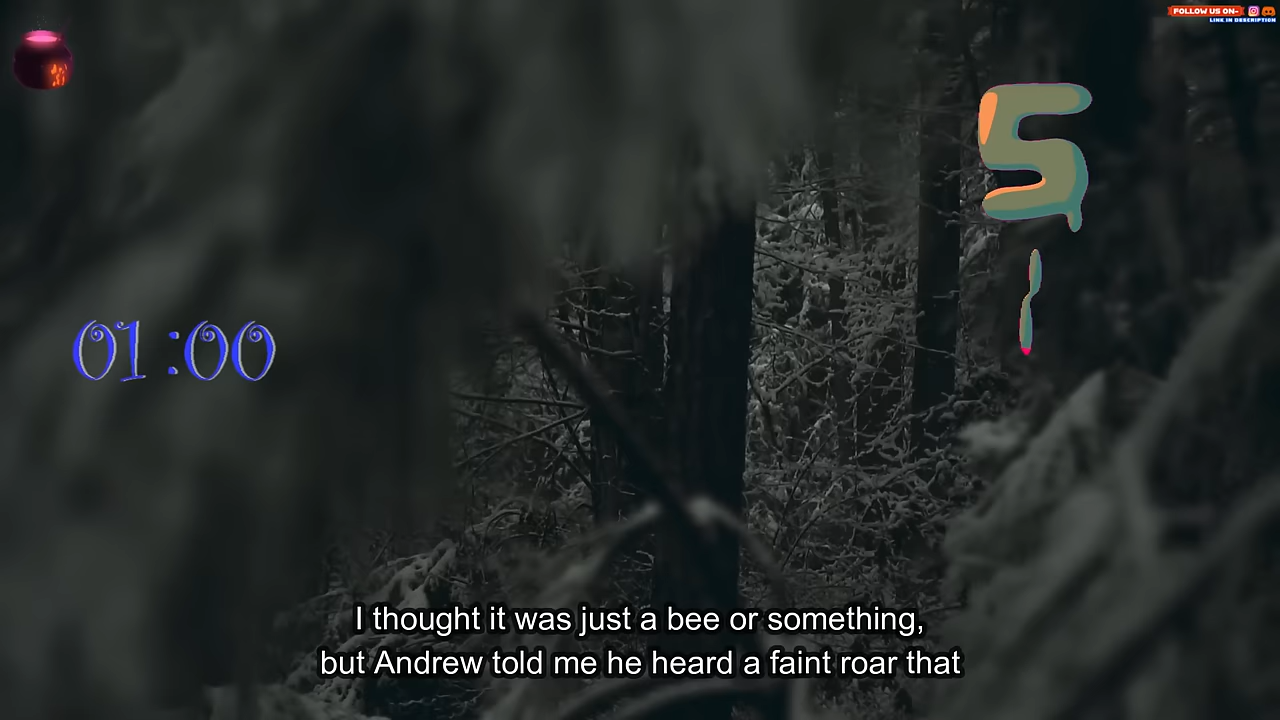 FOLLOW US ON-
LINK IN DESCRIPTION
5
01:00
I thought it was just a bee or something,
but Andrew told me he heard a faint roar that